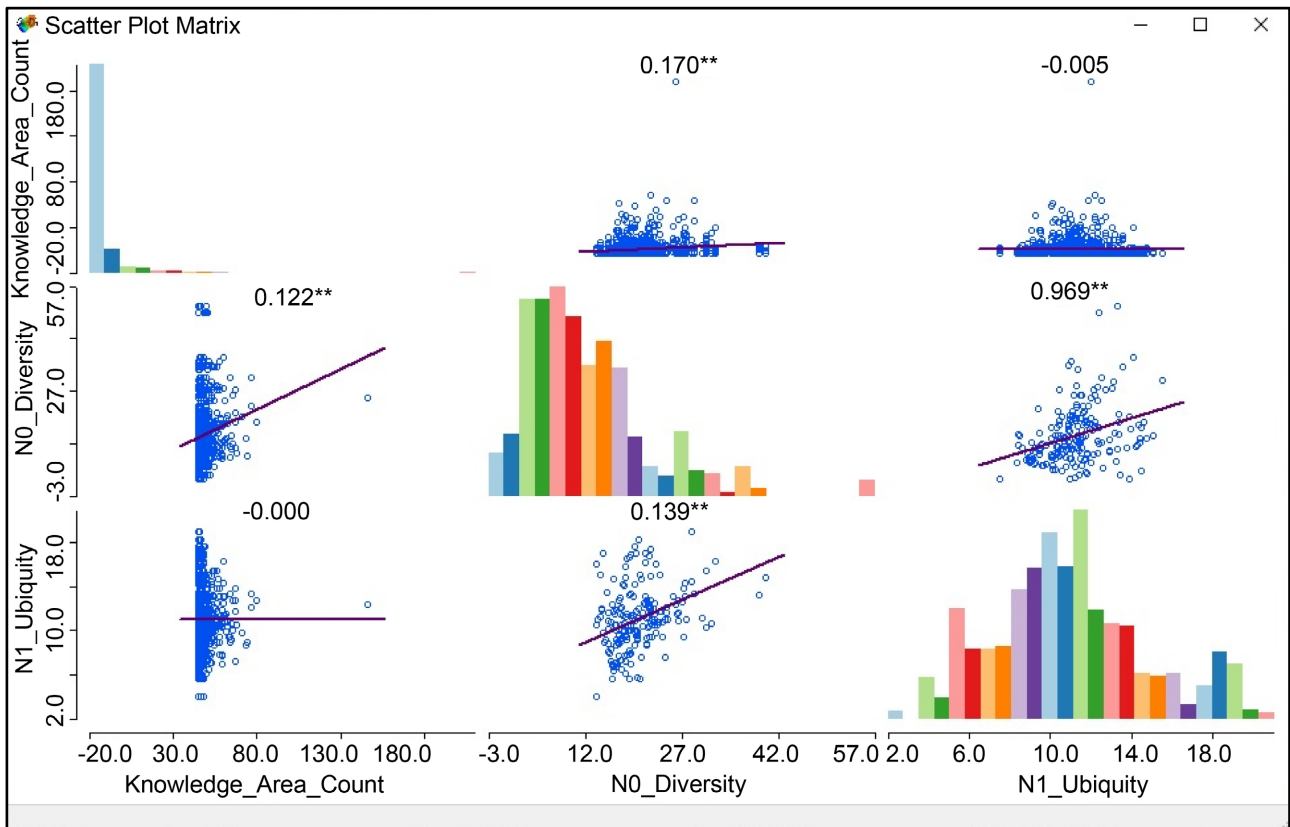 Scatter Plot Matrix
Knowledge_Area_Count
180.0
80.0
-20.0
0.170**
-0.005
N0_Diversity
57.0
27.0
-3.0
0.122**
0.969**
N1_Ubiquity
18.0
10.0
2.0
-0.000
0.139**
-20.0 30.0 80.0 130.0 180.0
-3.0 12.0 27.0 42.0 57.0
2.0 6.0 10.0 14.0 18.0
Knowledge_Area_Count
N0_Diversity
N1_Ubiquity